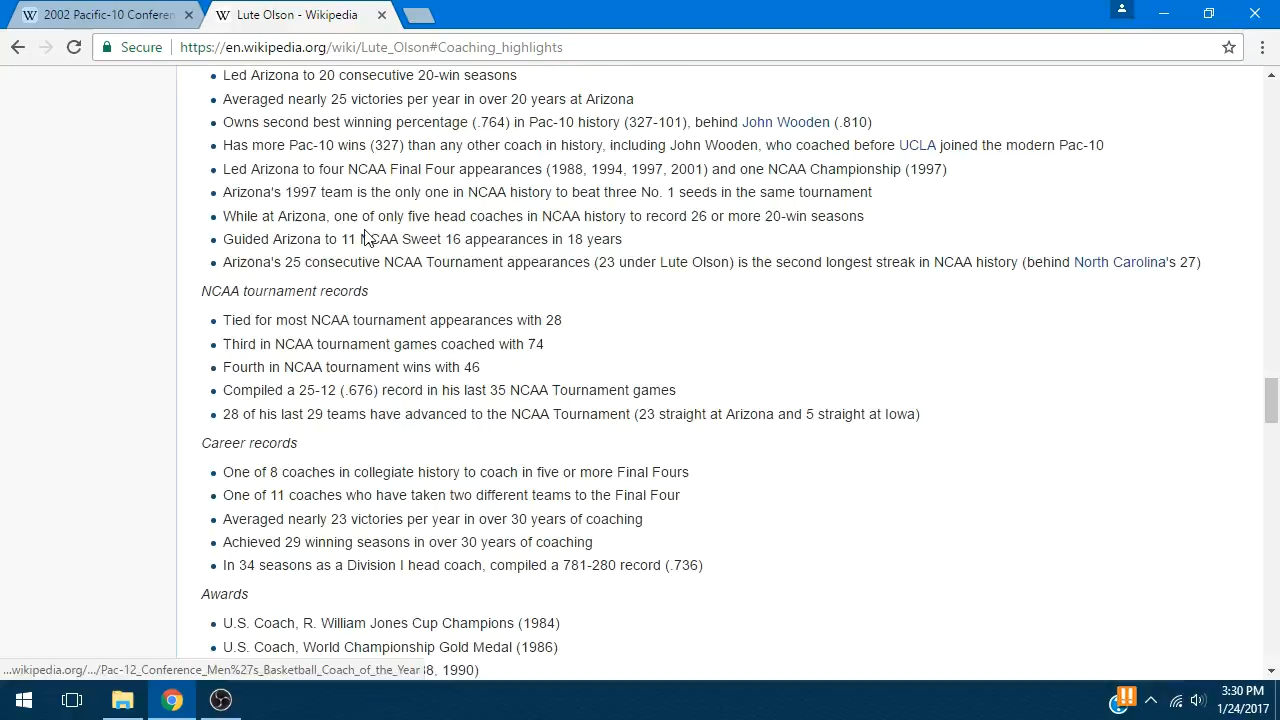 2002 Pacific-10 Conferen
Lute Olson - Wikipedia
Secure
https://en.wikipedia.org/wiki/Lute_Olson#Coaching_highlights
Led Arizona to 20 consecutive 20-win seasons
Averaged nearly 25 victories per year in over 20 years at Arizona
Owns second best winning percentage (.764) in Pac-10 history (327-101), behind John Wooden (.810)
Has more Pac-10 wins (327) than any other coach in history, including John Wooden, who coached before UCLA joined the modern Pac-10
Led Arizona to four NCAA Final Four appearances (1988, 1994, 1997, 2001) and one NCAA Championship (1997)
Arizona's 1997 team is the only one in NCAA history to beat three No. 1 seeds in the same tournament
While at Arizona, one of only five head coaches in NCAA history to record 26 or more 20-win seasons
Guided Arizona to 11 NCAA Sweet 16 appearances in 18 years
Arizona's 25 consecutive NCAA Tournament appearances (23 under Lute Olson) is the second longest streak in NCAA history (behind North Carolina's 27)
NCAA tournament records
Tied for most NCAA tournament appearances with 28
Third in NCAA tournament games coached with 74
Fourth in NCAA tournament wins with 46
Compiled a 25-12 (.676) record in his last 35 NCAA Tournament games
28 of his last 29 teams have advanced to the NCAA Tournament (23 straight at Arizona and 5 straight at Iowa)
Career records
One of 8 coaches in collegiate history to coach in five or more Final Fours
One of 11 coaches who have taken two different teams to the Final Four
Averaged nearly 23 victories per year in over 30 years of coaching
Achieved 29 winning seasons in over 30 years of coaching
In 34 seasons as a Division I head coach, compiled a 781-280 record (.736)
Awards
U.S. Coach, R. William Jones Cup Champions (1984)
U.S. Coach, World Championship Gold Medal (1986)
...wikipedia.org/.../Pac-12_Conference_Men%27s_Basketball_Coach_of_the_Year
8, 1990)
3:30 PM
1/24/2017